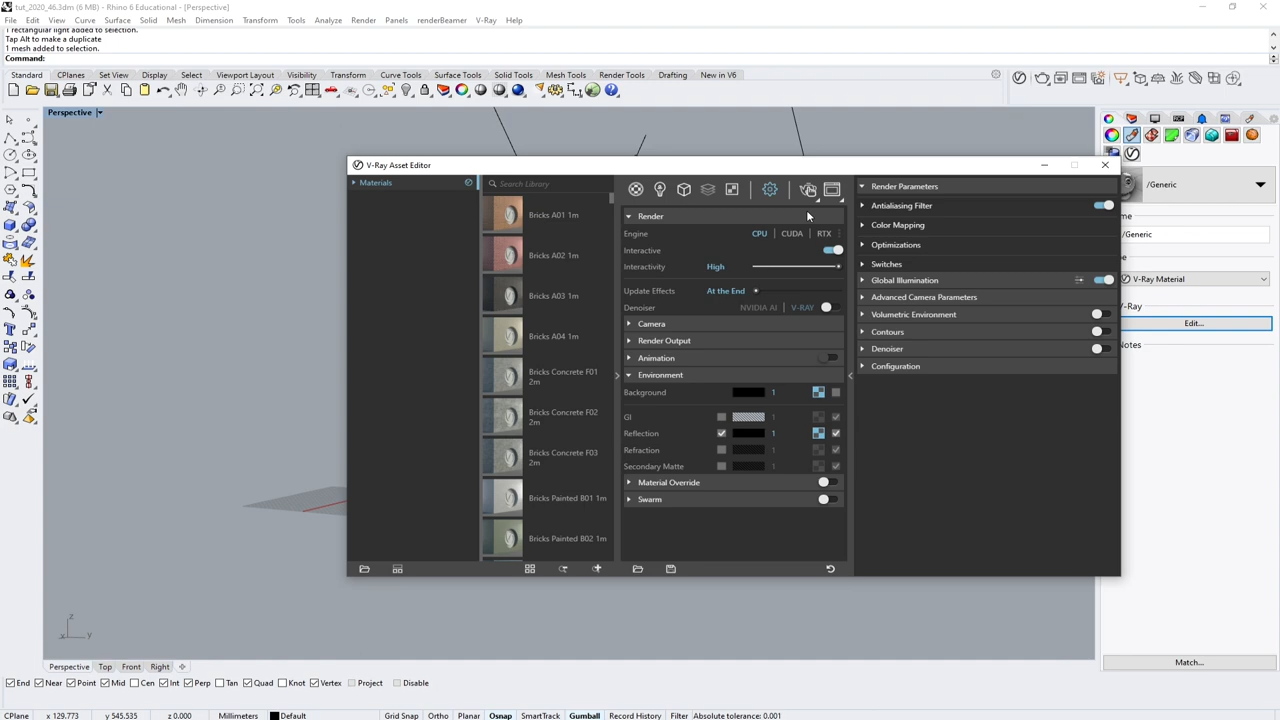 tut_2020_46.3dm (6 MB) - Rhino 6 Educational - [Perspective]
File Edit View Curve Surface Solid Mesh Dimension Transform Tools Analyze Render Panels renderBeamer V-Ray Help
1 rectangular light added to selection.
Tap Alt to make a duplicate
1 mesh added to selection.
Command:
Standard CPlanes Set View Display Select Viewport Layout Visibility Transform Curve Tools Surface Tools Solid Tools Mesh Tools Render Tools Drafting New in V6
Perspective
V-Ray Asset Editor
Materials
Search Library
Bricks A01 1m
Bricks A02 1m
Bricks A03 1m
Bricks A04 1m
Bricks Concrete F01
2m
Bricks Concrete F02
2m
Bricks Concrete F03
2m
Bricks Painted B01 1m
Bricks Painted B02 1m
Render
Engine CPU | CUDA | RTX
Interactive
Interactivity High
Update Effects At the End
Denoiser NVIDIA AI | V-RAY
Camera
Render Output
Animation
Environment
Background 1
GI 1
Reflection 1
Refraction 1
Secondary Matte 1
Material Override
Swarm
Render Parameters
Antialiasing Filter
Color Mapping
Optimizations
Switches
Global Illumination
Advanced Camera Parameters
Volumetric Environment
Contours
Denoiser
Configuration
/Generic
me
/Generic
pe
V-Ray Material
/-Ray
Edit...
Notes
Match...
z
x y
Perspective Top Front Right
End Near Point Mid Cen Int Perp Tan Quad Knot Vertex Project Disable
CPlane x 129.773 y 545.535 z 0.000 Millimeters Default Grid Snap Ortho Planar Osnap SmartTrack Gumball Record History Filter Absolute tolerance: 0.001